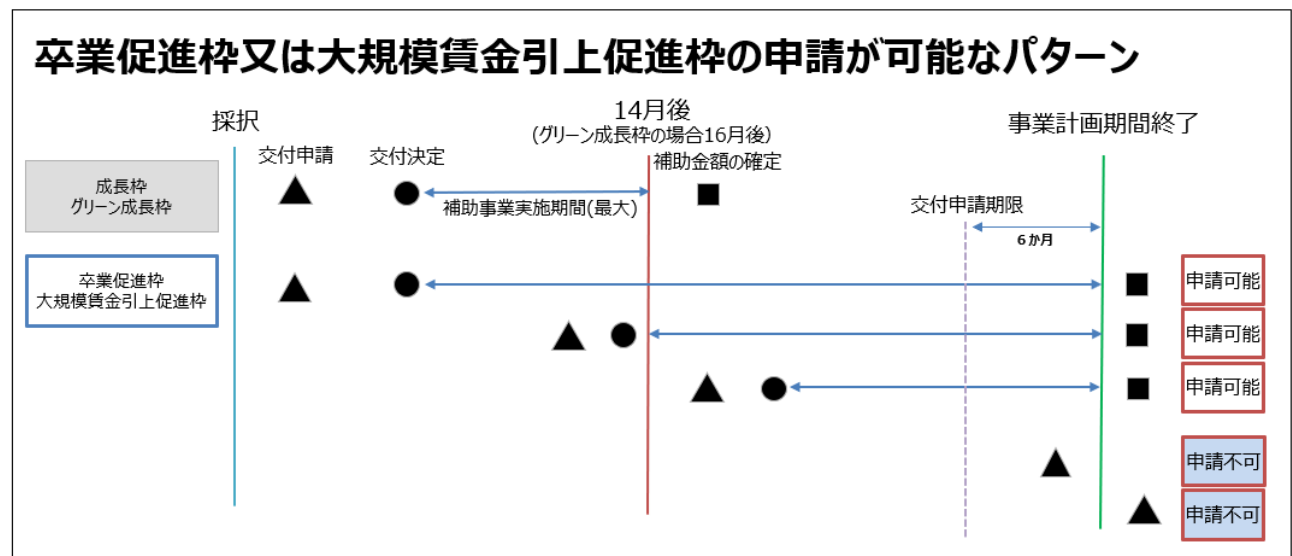 卒業促進枠又は大規模賃金引上促進枠の申請が可能なパターン
採択
14月後
(グリーン成長枠の場合16月後)
事業計画期間終了
交付申請
交付決定
補助金額の確定
成長枠
グリーン成長枠
補助事業実施期間(最大)
交付申請期限
6か月
卒業促進枠
大規模賃金引上促進枠
申請可能
申請可能
申請可能
申請不可
申請不可